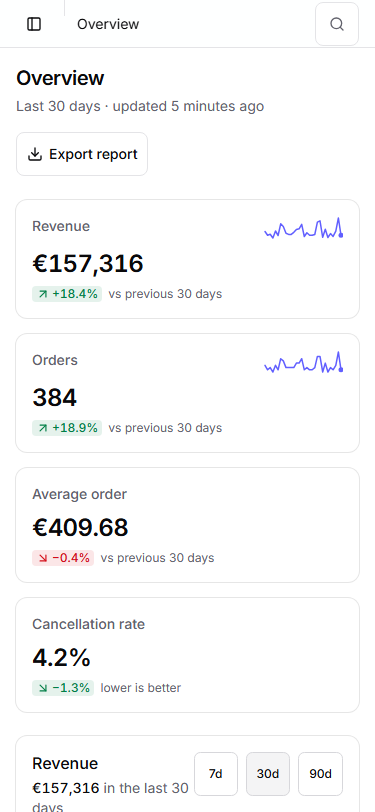 Overview
Overview
Last 30 days · updated 5 minutes ago
Export report
Revenue
€157,316
+18.4% vs previous 30 days
Orders
384
+18.9% vs previous 30 days
Average order
€409.68
−0.4% vs previous 30 days
Cancellation rate
4.2%
−1.3% lower is better
Revenue
€157,316 in the last 30
days
7d 30d 90d